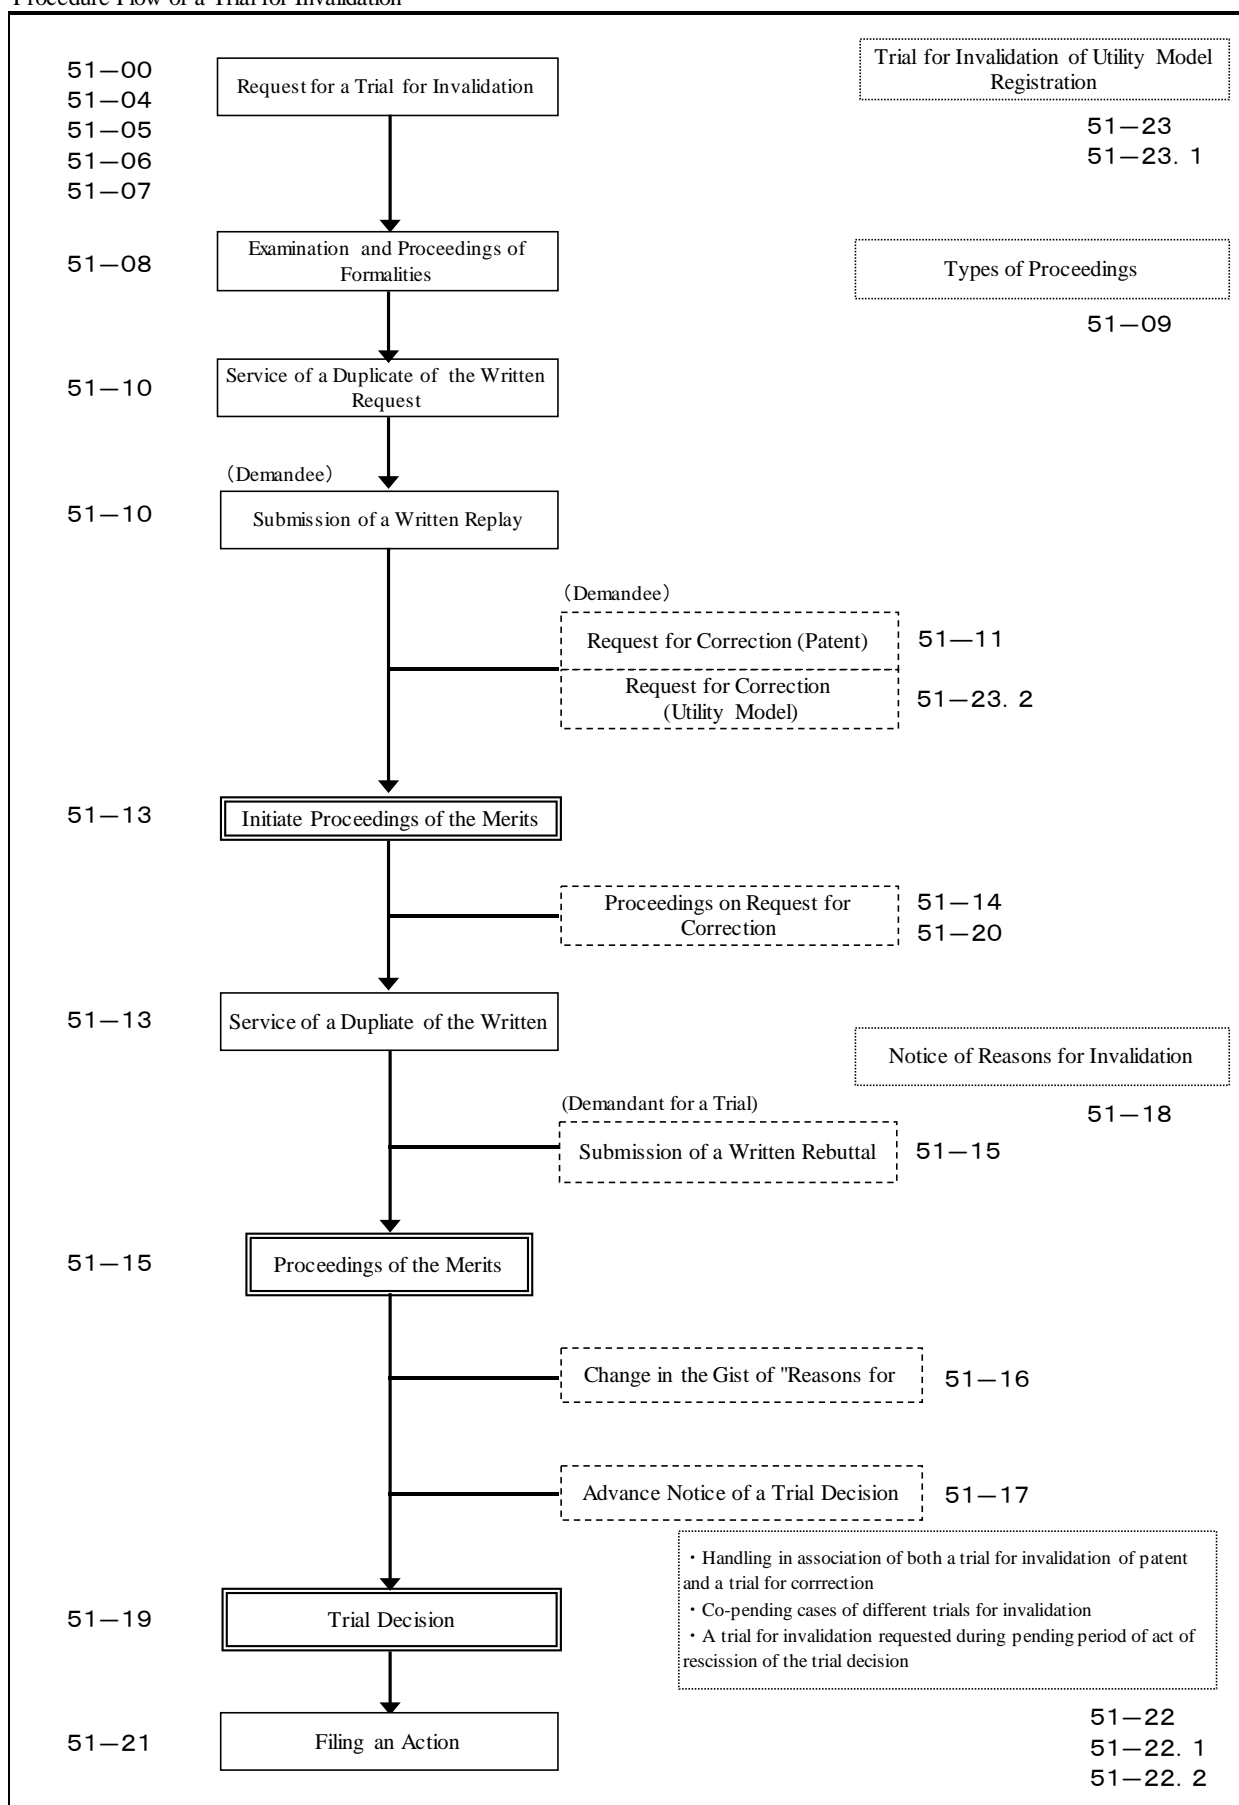 Procedure Flow of a Trial for Invalidation
51－00
51－04
51－05
51－06
51－07
Request for a Trial for Invalidation
Trial for Invalidation of Utility Model
Registration
51－23
51－23．1
51－08
Examination and Proceedings of
Formalities
Types of Proceedings
51－09
51－10
Service of a Duplicate of the Written
Request
（Demandee）
51－10
Submission of a Written Replay
（Demandee）
Request for Correction (Patent)
51－11
Request for Correction
(Utility Model)
51－23．2
51－13
Initiate Proceedings of the Merits
Proceedings on Request for
Correction
51－14
51－20
51－13
Service of a Dupliate of the Written
Notice of Reasons for Invalidation
51－18
(Demandant for a Trial)
Submission of a Written Rebuttal
51－15
51－15
Proceedings of the Merits
Change in the Gist of "Reasons for
51－16
Advance Notice of a Trial Decision
51－17
・Handling in association of both a trial for invalidation of patent
and a trial for corrrection
・Co-pending cases of different trials for invalidation
・A trial for invalidation requested during pending period of act of
rescission of the trial decision
51－19
Trial Decision
51－22
51－22．1
51－22．2
51－21
Filing an Action